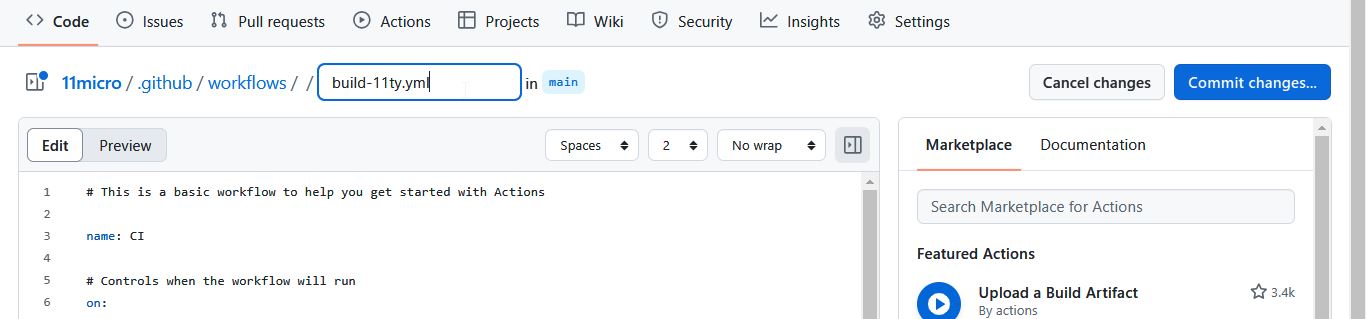 Code Issues Pull requests Actions Projects Wiki Security Insights Settings
11micro / .github / workflows / / build-11ty.yml in main Cancel changes Commit changes...
Edit Preview Spaces 2 No wrap
1 # This is a basic workflow to help you get started with Actions
2
3 name: CI
4
5 # Controls when the workflow will run
6 on:
Marketplace Documentation
Search Marketplace for Actions
Featured Actions
Upload a Build Artifact 3.4k
By actions